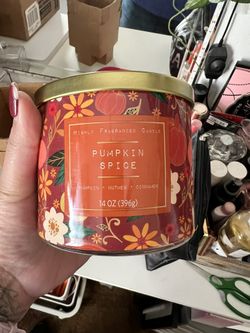 HIGHLY FRAGRANCED CANDLE
PUMPKIN
SPICE
PUMPKIN • NUTMEG • CINNAMON
14 OZ (396g)